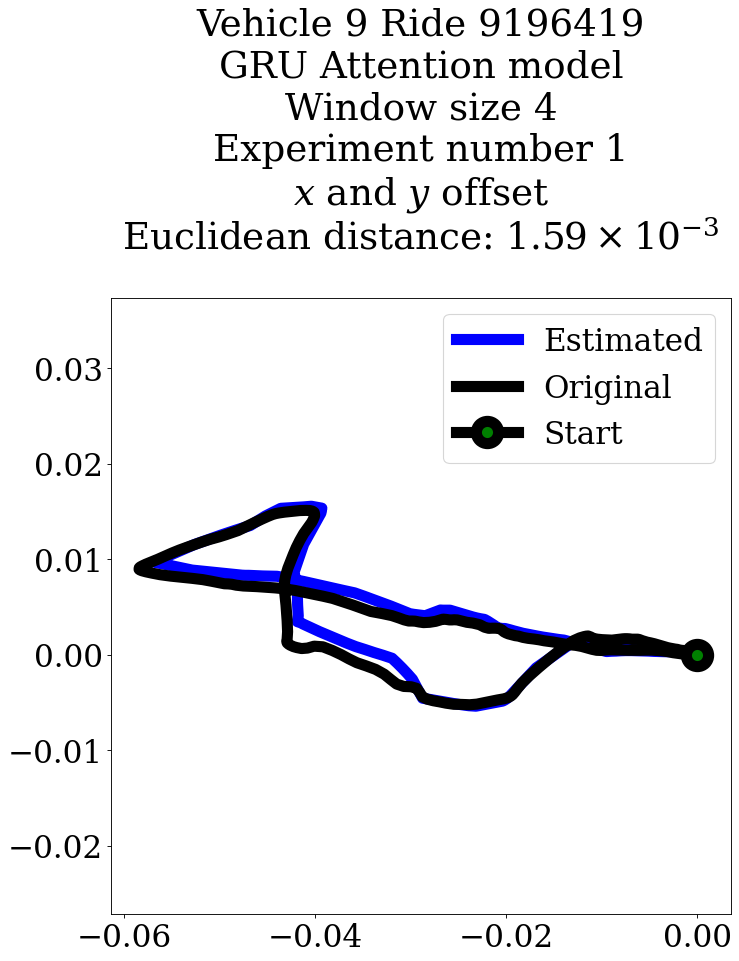 Vehicle 9 Ride 9196419
GRU Attention model
Window size 4
Experiment number 1
x and y offset
Euclidean distance: 1.59 × 10⁻³
Estimated
Original
Start
0.03
0.02
0.01
0.00
−0.01
−0.02
−0.06 −0.04 −0.02 0.00